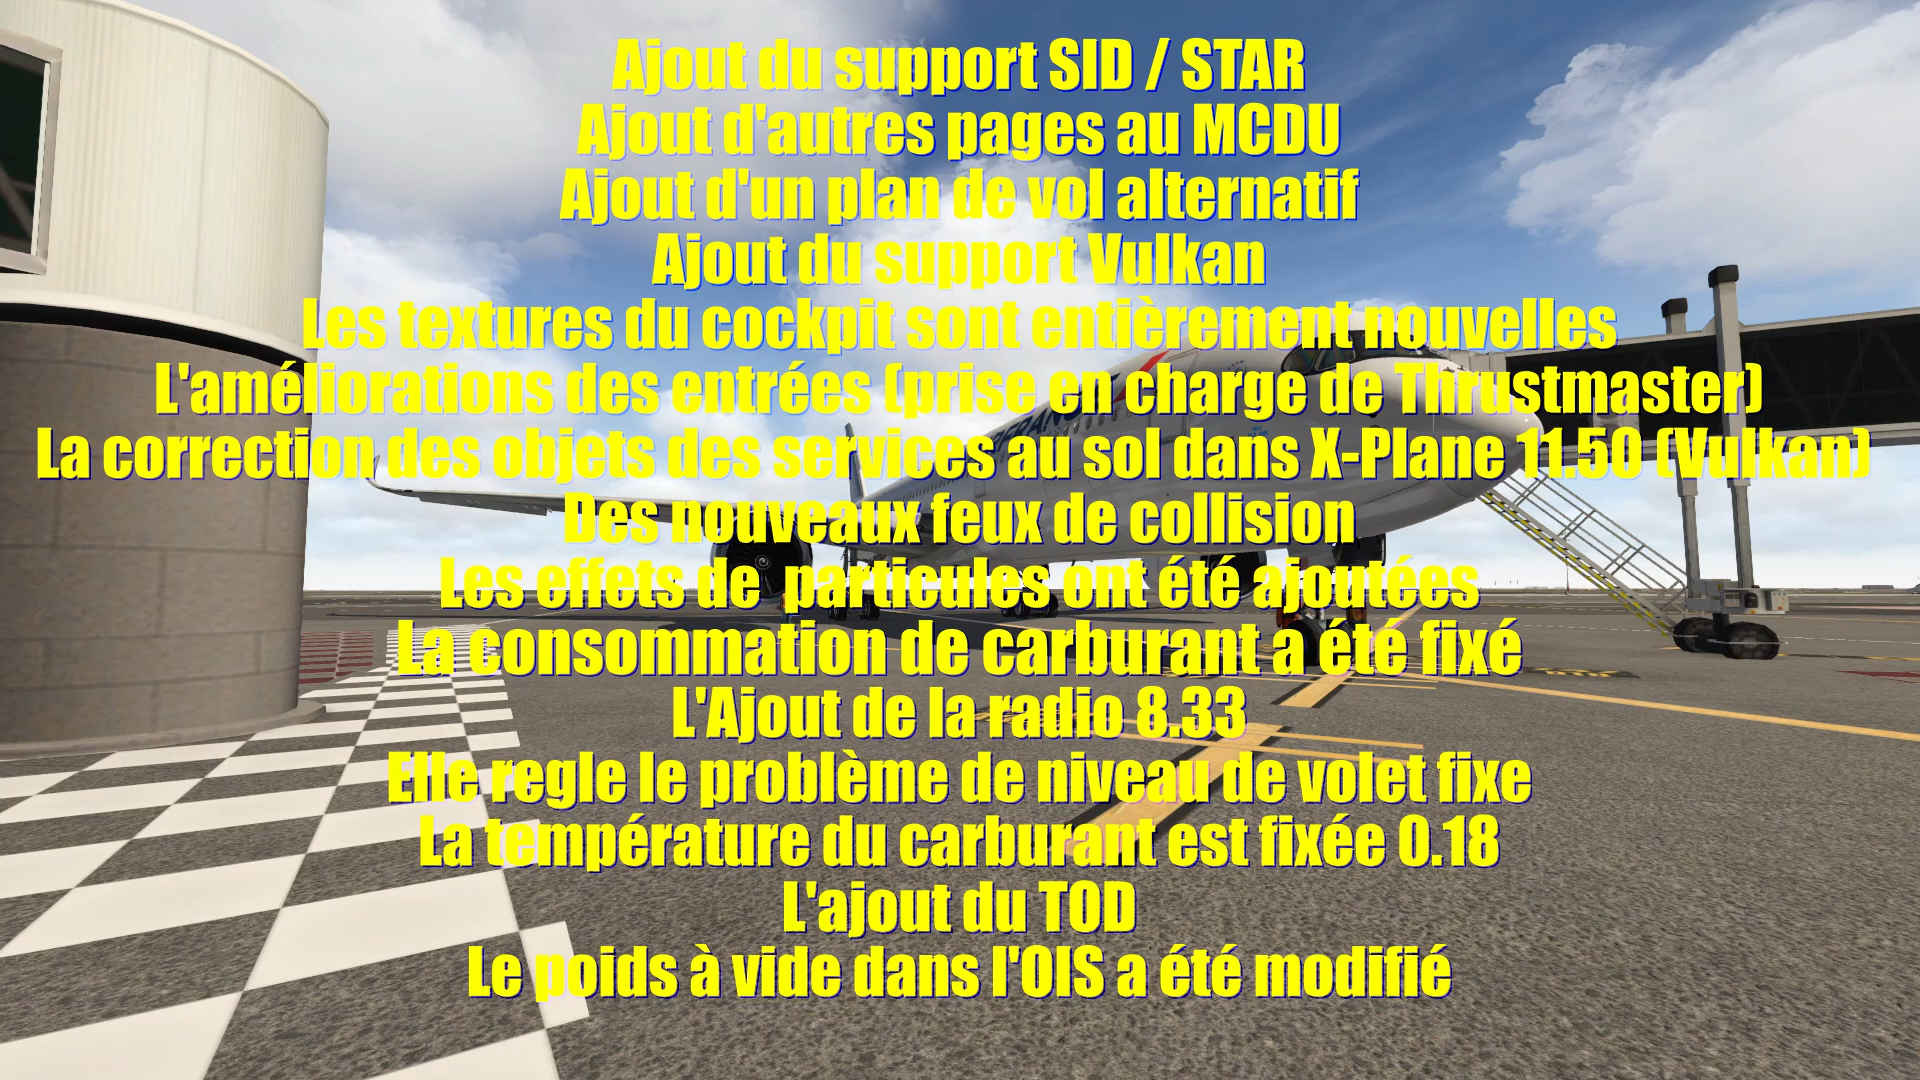 Ajout du support SID / STAR
Ajout d'autres pages au MCDU
Ajout d'un plan de vol alternatif
Ajout du support Vulkan
Les textures du cockpit sont entièrement nouvelles
L'améliorations des entrées (prise en charge de Thrustmaster)
La correction des objets des services au sol dans X-Plane 11.50 (Vulkan)
Des nouveaux feux de collision
Les effets de  particules ont été ajoutées
La consommation de carburant a été fixé
L'Ajout de la radio 8.33
Elle regle le problème de niveau de volet fixe
La température du carburant est fixée 0.18
L'ajout du TOD
Le poids à vide dans l'OIS a été modifié